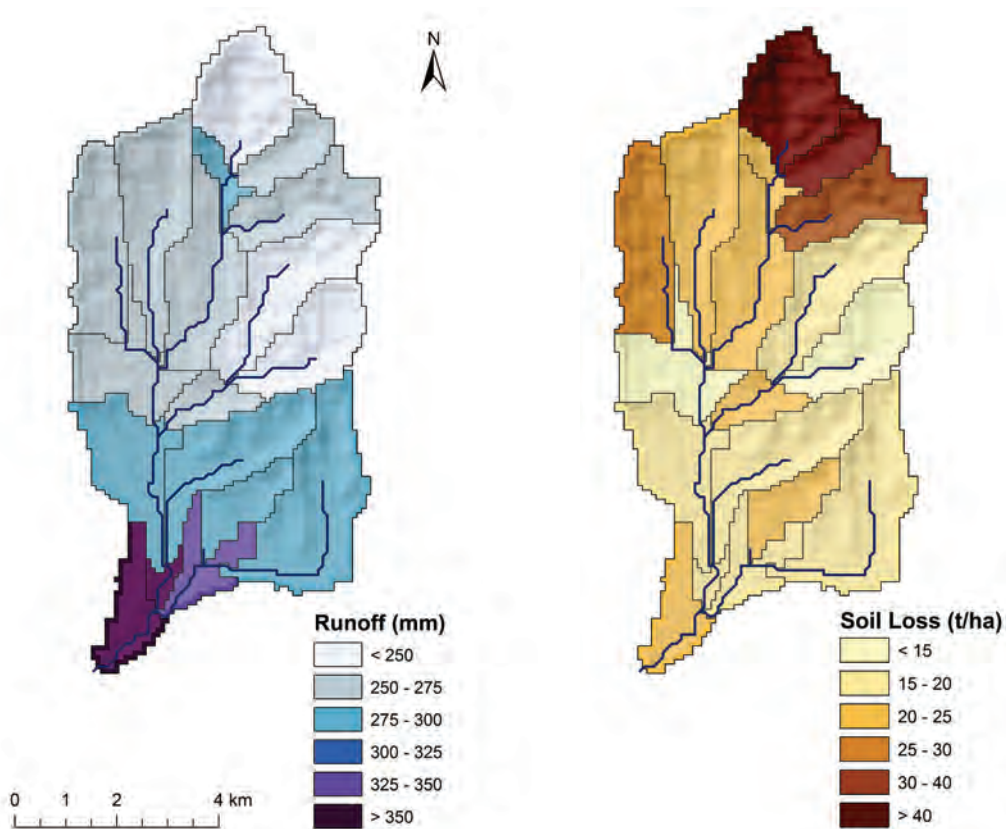 N
Runoff (mm)
< 250
250 - 275
275 - 300
300 - 325
325 - 350
> 350
0 1 2 4 km
Soil Loss (t/ha)
< 15
15 - 20
20 - 25
25 - 30
30 - 40
> 40